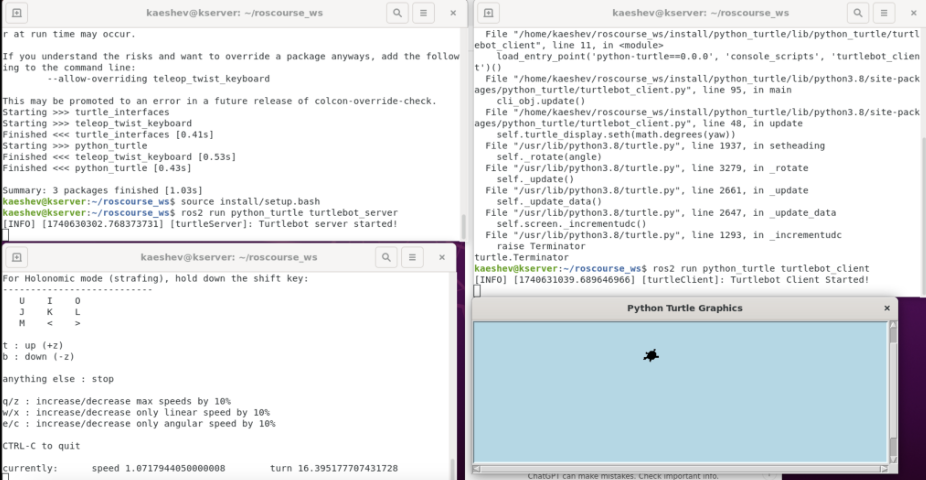 kaeshev@kserver: ~/roscourse_ws
r at run time may occur.
If you understand the risks and want to override a package anyways, add the follow
ing to the command line:
--allow-overriding teleop_twist_keyboard
This may be promoted to an error in a future release of colcon-override-check.
Starting >>> turtle_interfaces
Starting >>> teleop_twist_keyboard
Finished <<< turtle_interfaces [0.41s]
Starting >>> python_turtle
Finished <<< teleop_twist_keyboard [0.53s]
Finished <<< python_turtle [0.43s]
Summary: 3 packages finished [1.03s]
kaeshev@kserver:~/roscourse_ws$ source install/setup.bash
kaeshev@kserver:~/roscourse_ws$ ros2 run python_turtle turtlebot_server
[INFO] [1740630302.768373731] [turtleServer]: Turtlebot server started!
kaeshev@kserver: ~/roscourse_ws
For Holonomic mode (strafing), hold down the shift key:
---------------------------
U I O
J K L
M < >
t : up (+z)
b : down (-z)
anything else : stop
q/z : increase/decrease max speeds by 10%
w/x : increase/decrease only linear speed by 10%
e/c : increase/decrease only angular speed by 10%
CTRL-C to quit
currently: speed 1.0717944050000008 turn 16.395177707431728
kaeshev@kserver: ~/roscourse_ws
File "/home/kaeshev/roscourse_ws/install/python_turtle/lib/python_turtle/turtl
ebot_client", line 11, in <module>
load_entry_point('python-turtle==0.0.0', 'console_scripts', 'turtlebot_clien
t')()
File "/home/kaeshev/roscourse_ws/install/python_turtle/lib/python3.8/site-pack
ages/python_turtle/turtlebot_client.py", line 95, in main
cli_obj.update()
File "/home/kaeshev/roscourse_ws/install/python_turtle/lib/python3.8/site-pack
ages/python_turtle/turtlebot_client.py", line 48, in update
self.turtle_display.seth(math.degrees(yaw))
File "/usr/lib/python3.8/turtle.py", line 1937, in setheading
self._rotate(angle)
File "/usr/lib/python3.8/turtle.py", line 3279, in _rotate
self._update()
File "/usr/lib/python3.8/turtle.py", line 2661, in _update
self._update_data()
File "/usr/lib/python3.8/turtle.py", line 2647, in _update_data
self.screen._incrementudc()
File "/usr/lib/python3.8/turtle.py", line 1293, in _incrementudc
raise Terminator
turtle.Terminator
kaeshev@kserver:~/roscourse_ws$ ros2 run python_turtle turtlebot_client
[INFO] [1740631039.689646966] [turtleClient]: Turtlebot Client Started!
Python Turtle Graphics
ChatGPT can make mistakes. Check important info.